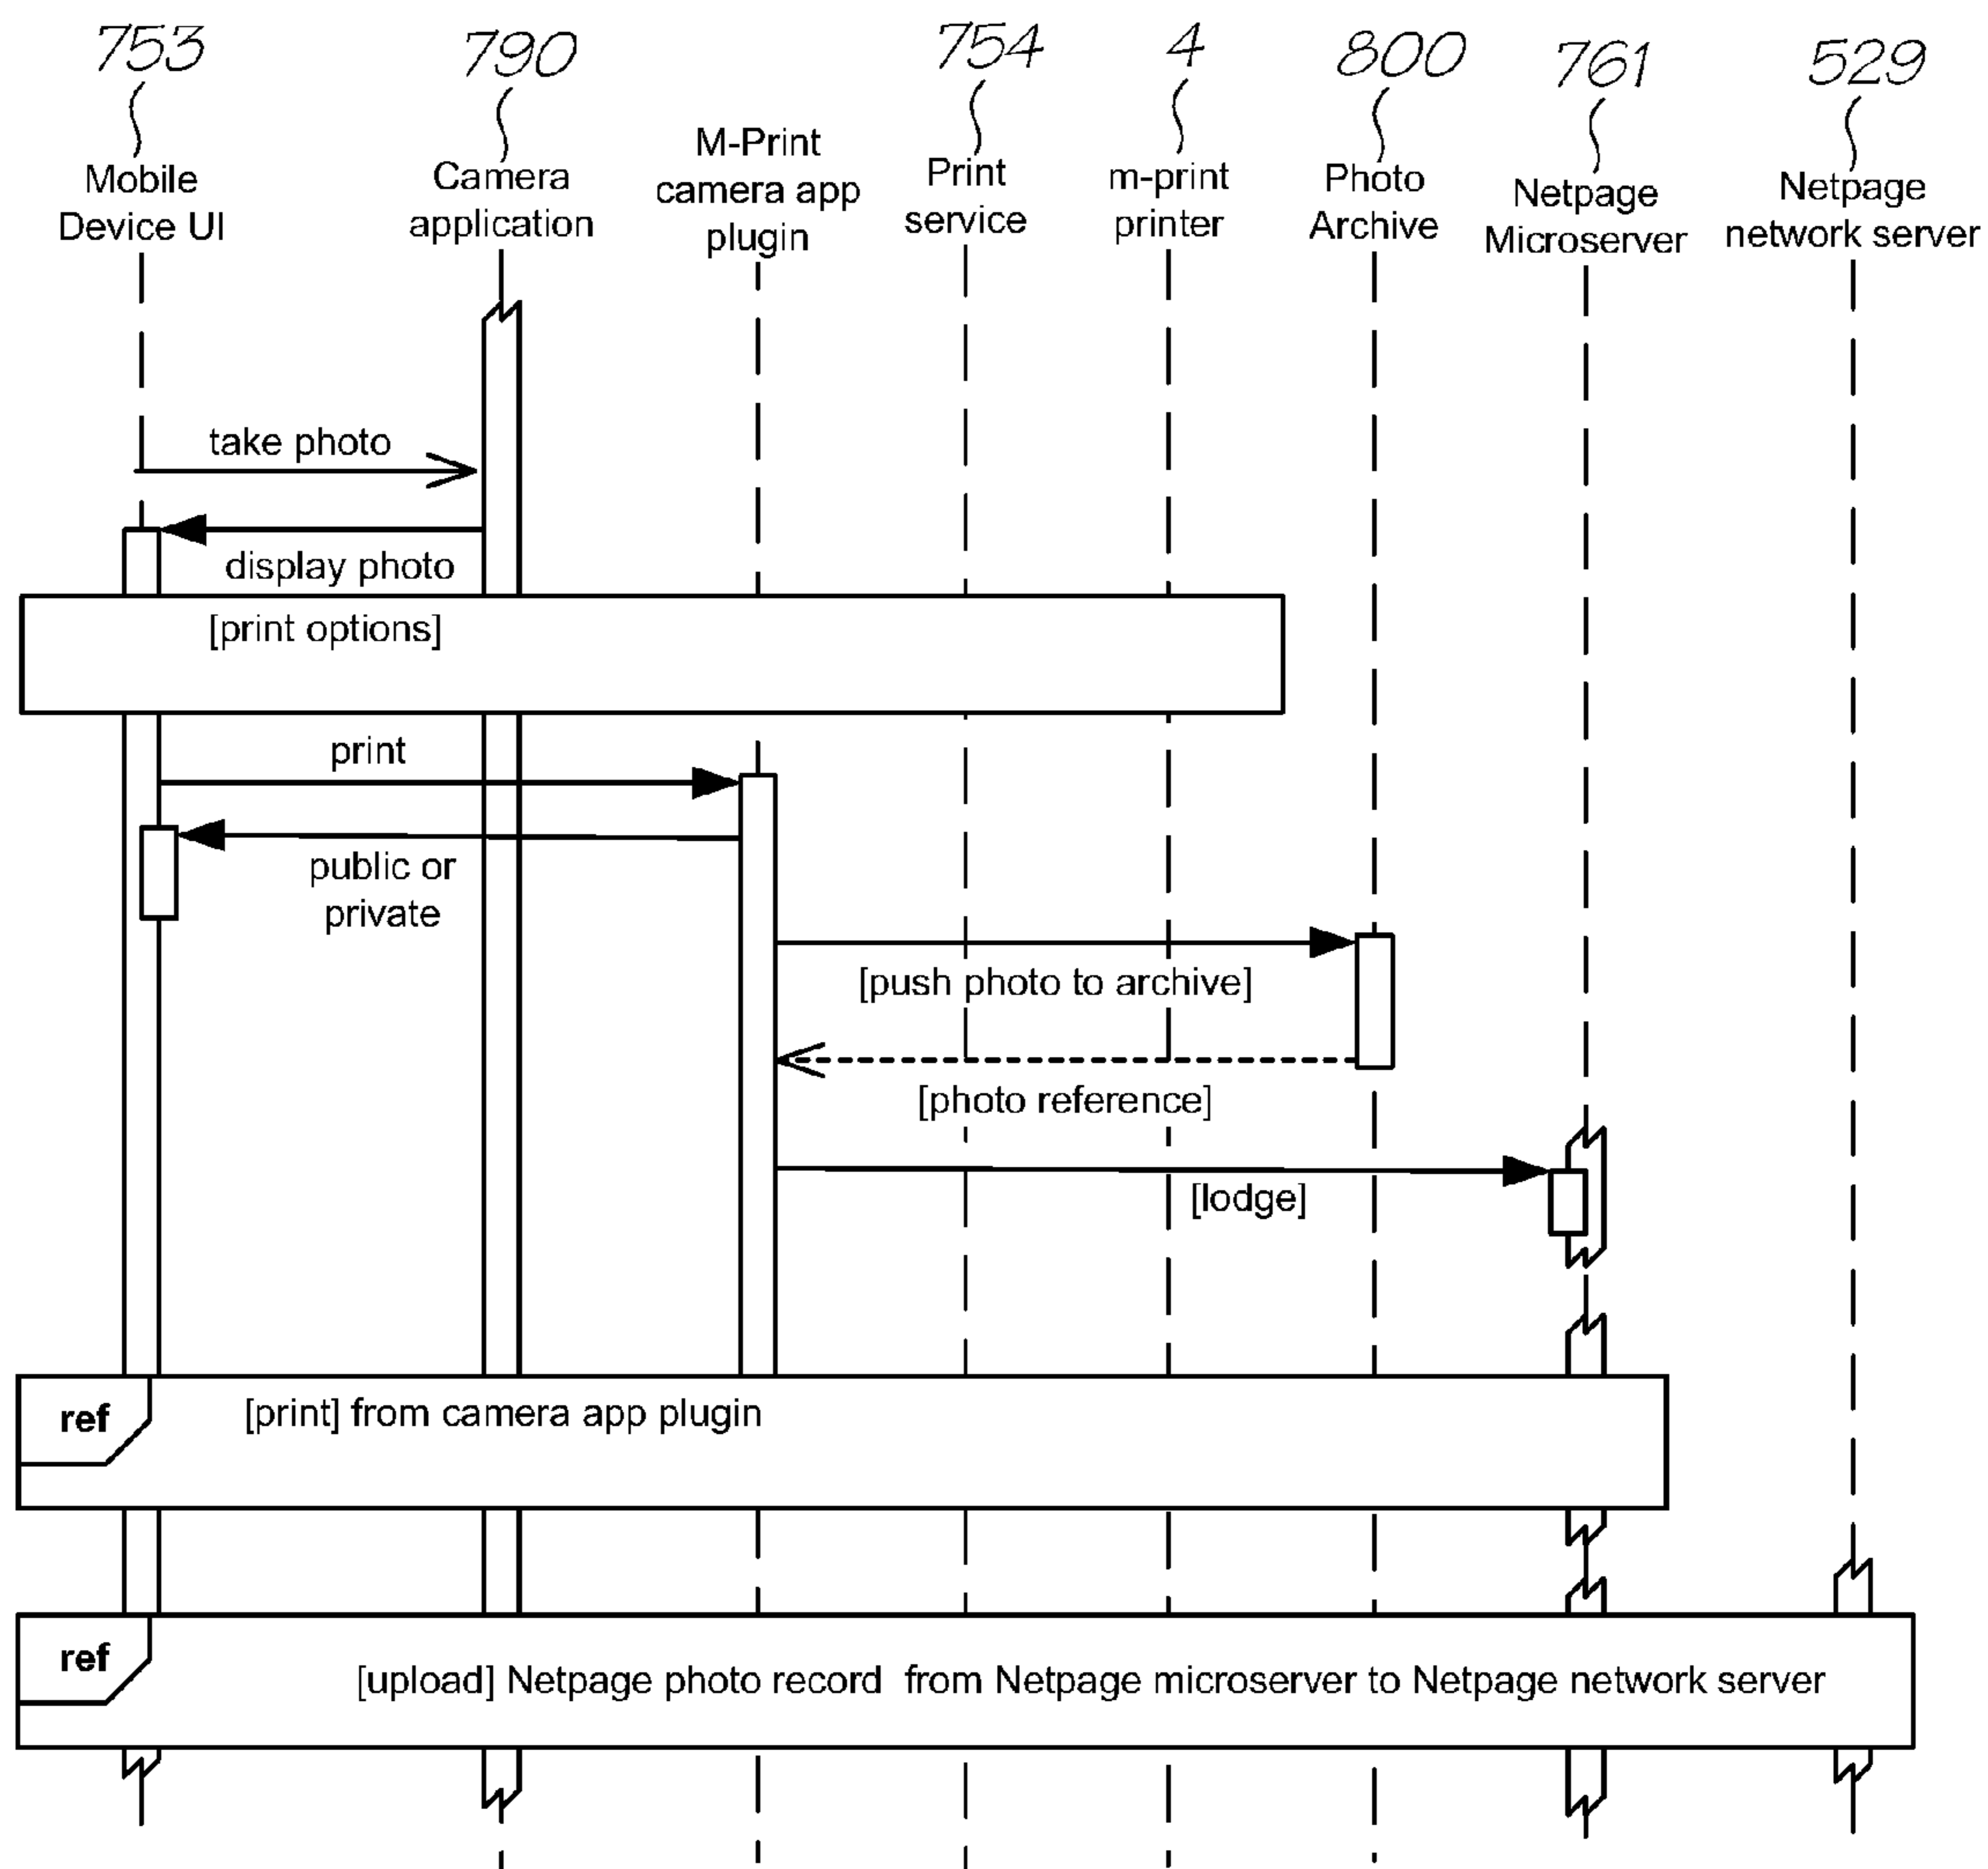 753
790
754
4
800
761
529
Mobile
Device UI
Camera
application
M-Print
camera app
plugin
Print
service
m-print
printer
Photo
Archive
Netpage
Microserver
Netpage
network server
take photo
display photo
[print options]
print
public or
private
[push photo to archive]
[photo reference]
[lodge]
ref
[print] from camera app plugin
ref
[upload] Netpage photo record from Netpage microserver to Netpage network server